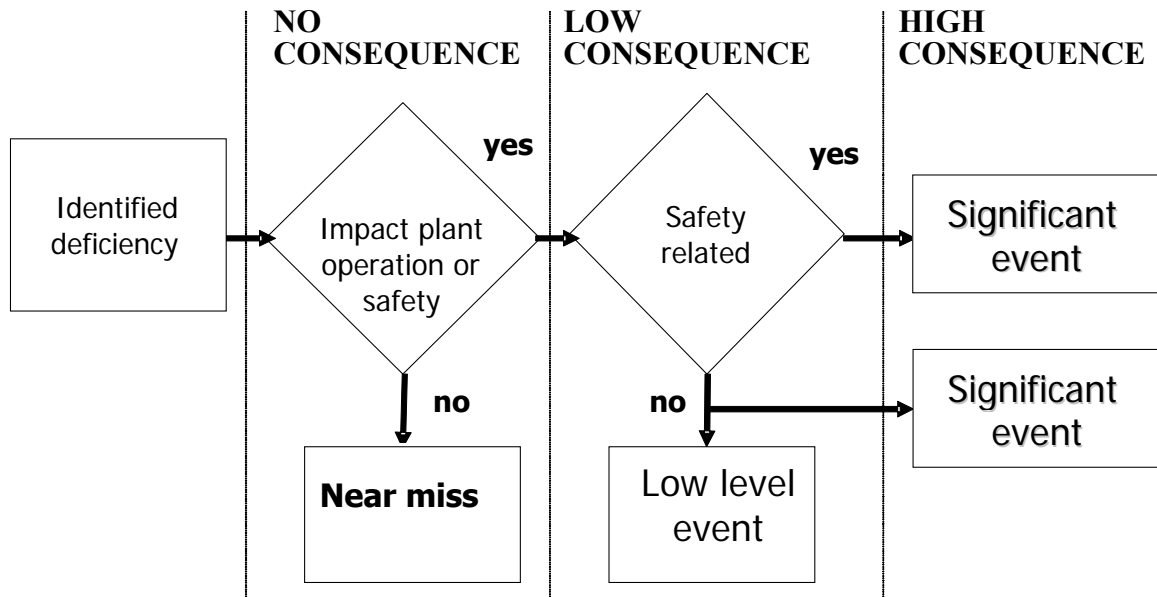 NO
CONSEQUENCE
LOW
CONSEQUENCE
HIGH
CONSEQUENCE
Identified
deficiency
yes
Impact plant
operation or
safety
no
Near miss
yes
Safety
related
no
Low level
event
Significant
event
Significant
event